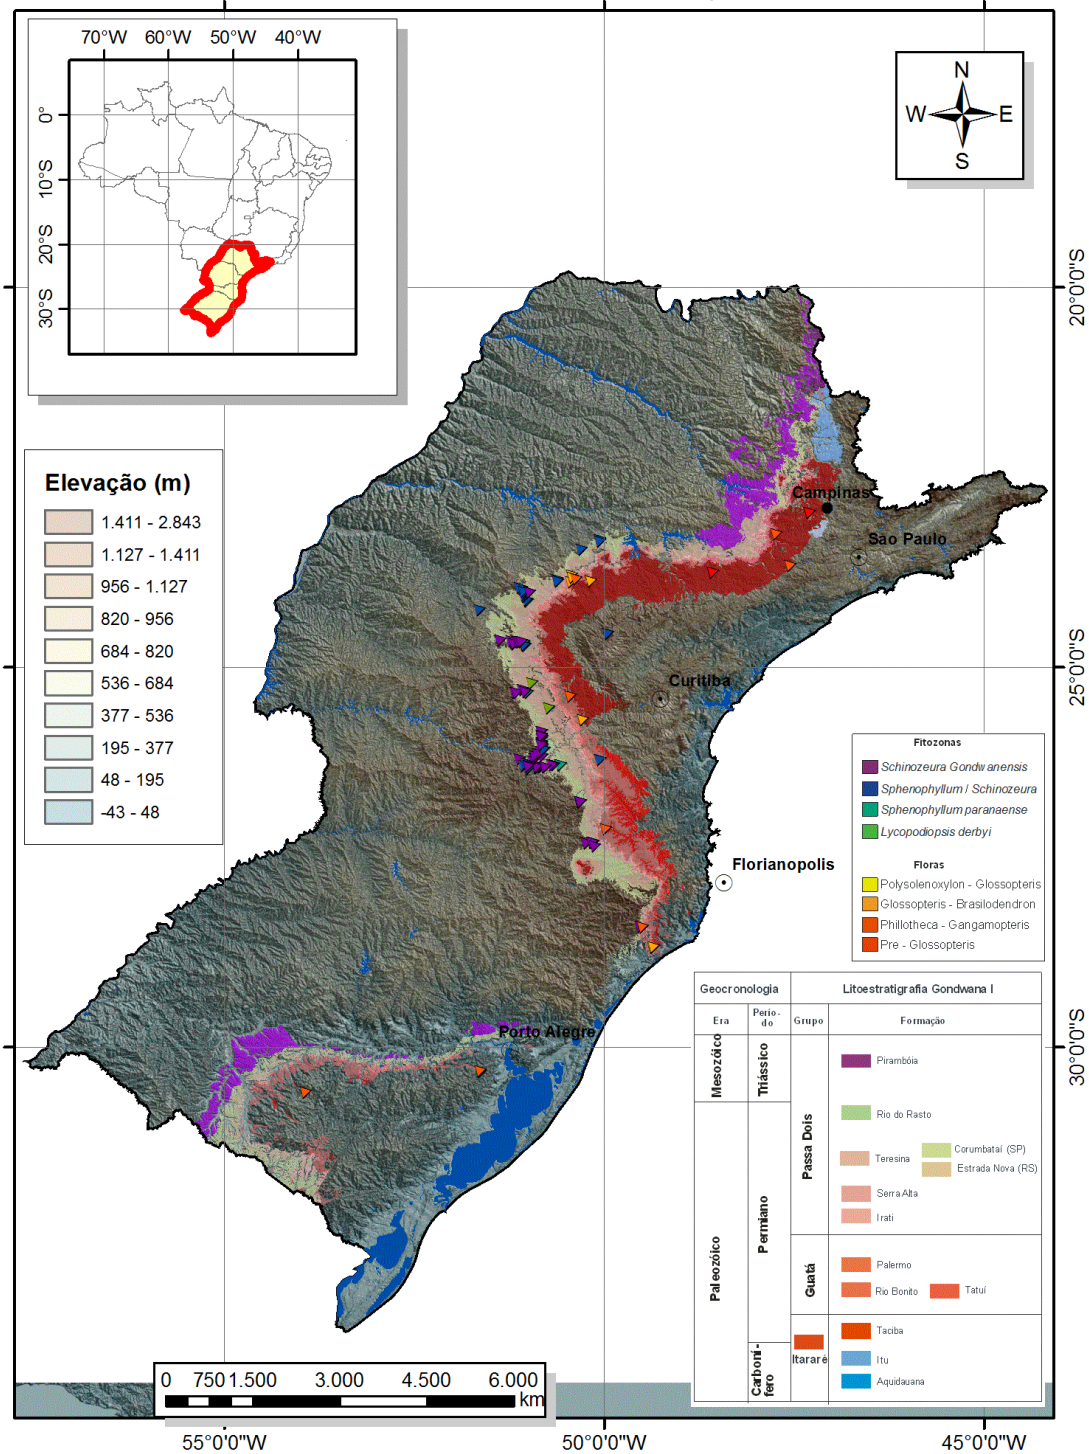 70°W 60°W 50°W 40°W
0°
10°S
20°S
30°S
N
W E
S
20°0'0"S
25°0'0"S
30°0'0"S
Elevação (m)
1.411 - 2.843
1.127 - 1.411
956 - 1.127
820 - 956
684 - 820
536 - 684
377 - 536
195 - 377
48 - 195
-43 - 48
Campinas
São Paulo
Curitiba
Florianopolis
Porto Alegre
Fitozonas
Schinozeura Gondwanensis
Sphenophyllum / Schinozeura
Sphenophyllum paranaense
Lycopodiopsis derbyi
Floras
Polysolenoxylon - Glossopteris
Glossopteris - Brasilodendron
Phillotheca - Gangamopteris
Pre - Glossopteris
Geocronologia Litoestratigrafia Gondwana I
Era Perío-do Grupo Formação
Mesozóico
Triássico
Paleozóico
Permiano
Carboní-fero
Passa Dois
Guatá
Itararé
Pirambóia
Rio do Rasto
Teresina
Corumbataí (SP)
Estrada Nova (RS)
Serra Alta
Irati
Palermo
Rio Bonito Tatuí
Taciba
Itu
Aquidauana
0 750 1.500 3.000 4.500 6.000
km
55°0'0"W 50°0'0"W 45°0'0"W